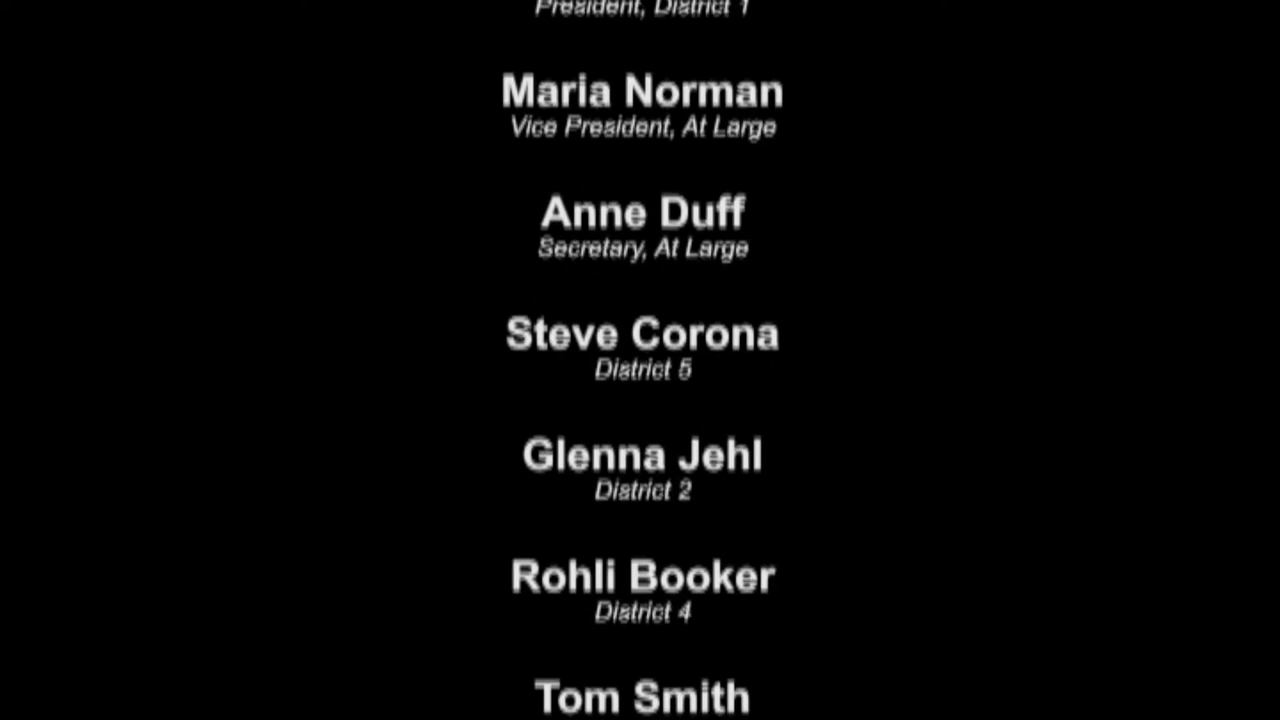 President, District 1
Maria Norman
Vice President, At Large
Anne Duff
Secretary, At Large
Steve Corona
District 5
Glenna Jehl
District 2
Rohli Booker
District 4
Tom Smith